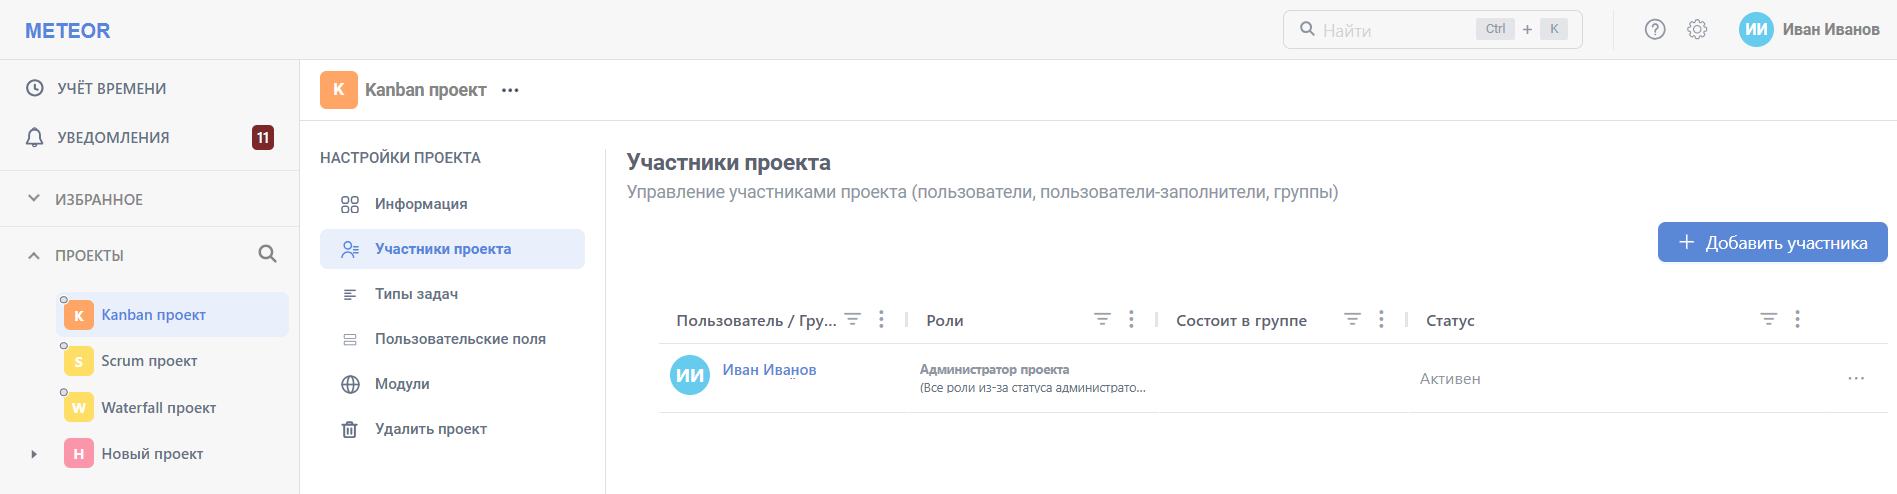 METEOR
Найти
Ctrl + K
ИИ Иван Иванов
УЧЁТ ВРЕМЕНИ
УВЕДОМЛЕНИЯ 11
ИЗБРАННОЕ
ПРОЕКТЫ
K Kanban проект
S Scrum проект
W Waterfall проект
Н Новый проект
K Kanban проект ...
НАСТРОЙКИ ПРОЕКТА
Информация
Участники проекта
Типы задач
Пользовательские поля
Модули
Удалить проект
Участники проекта
Управление участниками проекта (пользователи, пользователи-заполнители, группы)
+ Добавить участника
Пользователь / Гру... Роли Состоит в группе Статус
ИИ Иван Иванов
Администратор проекта
(Все роли из-за статуса администрато...
Активен ...